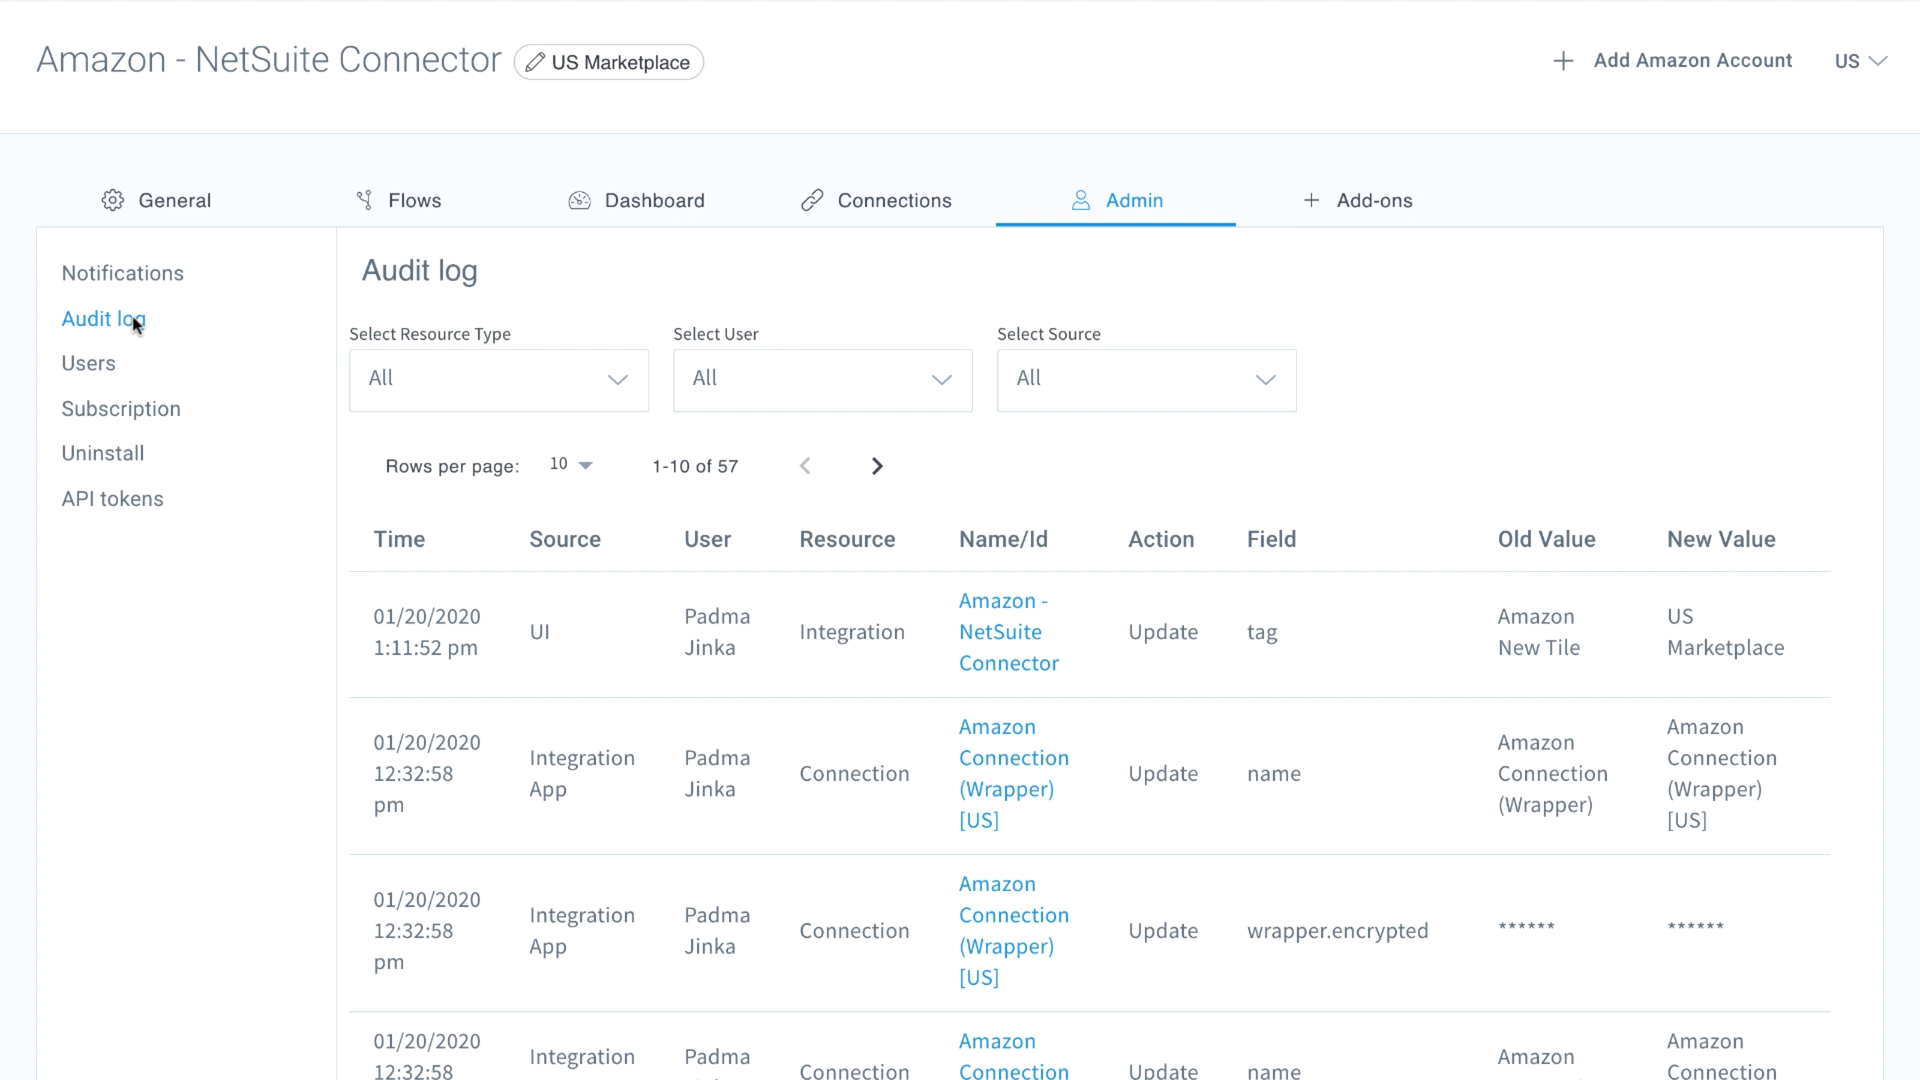 Amazon - NetSuite Connector
US Marketplace
Add Amazon Account
US
General
Flows
Dashboard
Connections
Admin
Add-ons
Notifications
Audit log
Users
Subscription
Uninstall
API tokens
Audit log
Select Resource Type
Select User
Select Source
All
All
All
Rows per page:
10
1-10 of 57
Time
Source
User
Resource
Name/Id
Action
Field
Old Value
New Value
01/20/2020
1:11:52 pm
UI
Padma
Jinka
Integration
Amazon -
NetSuite
Connector
Update
tag
Amazon
New Tile
US
Marketplace
01/20/2020
12:32:58
pm
Integration
App
Padma
Jinka
Connection
Amazon
Connection
(Wrapper)
[US]
Update
name
Amazon
Connection
(Wrapper)
Amazon
Connection
(Wrapper)
[US]
01/20/2020
12:32:58
pm
Integration
App
Padma
Jinka
Connection
Amazon
Connection
(Wrapper)
[US]
Update
wrapper.encrypted
******
******
01/20/2020
12:32:58
Integration
Padma
Connection
Amazon
Connection
Update
name
Amazon
Amazon
Connection